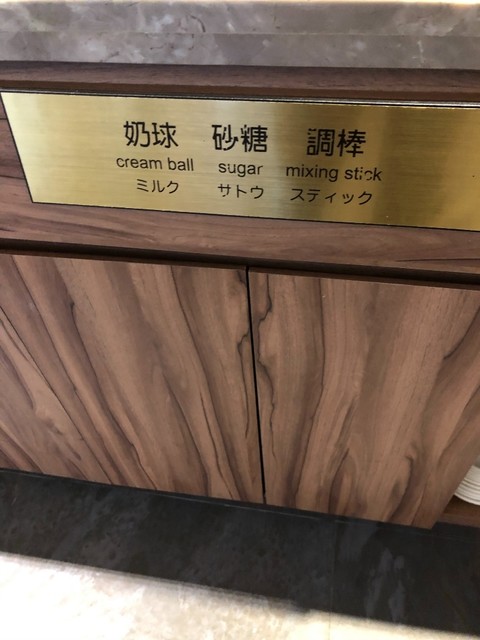 奶球 砂糖 調棒
cream ball sugar mixing stick
ミルク サトウ スティック